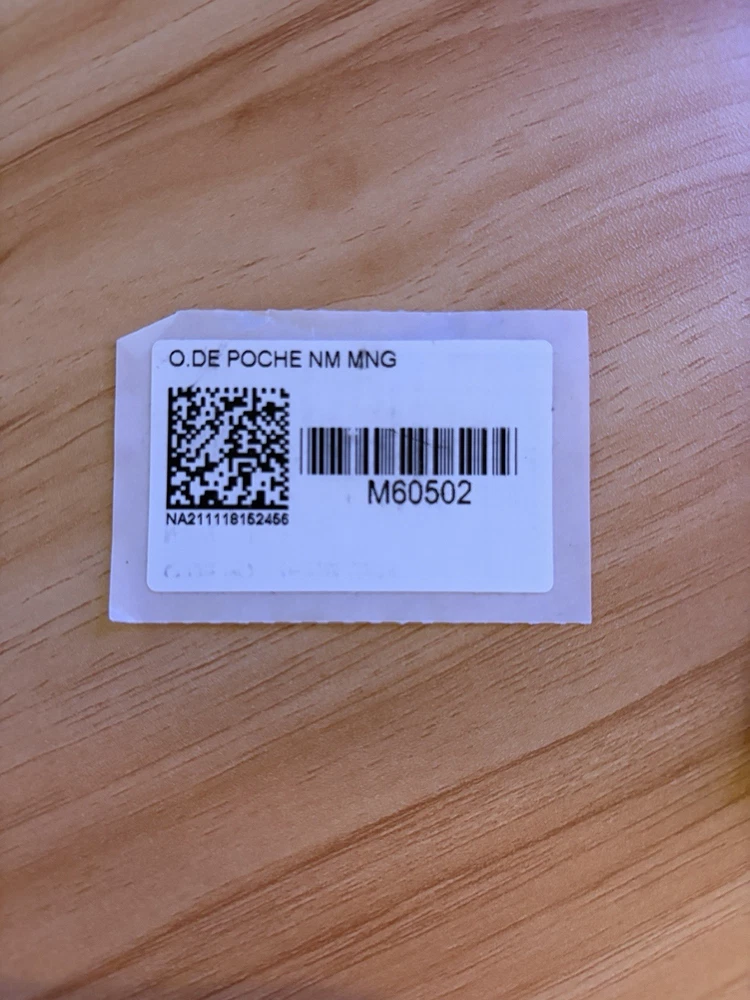 O.DE POCHE NM MNG
M60502
NA211118152456